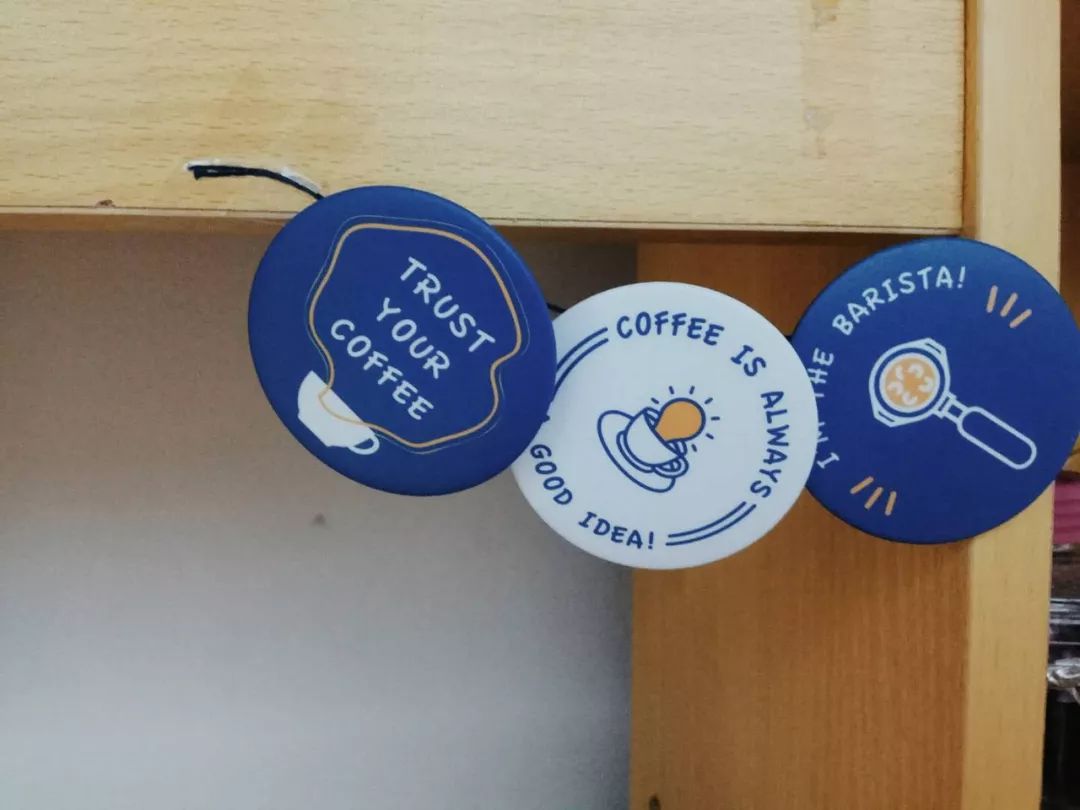 TRUST
YOUR
COFFEE
COFFEE IS ALWAYS
GOOD IDEA!
THE BARISTA!